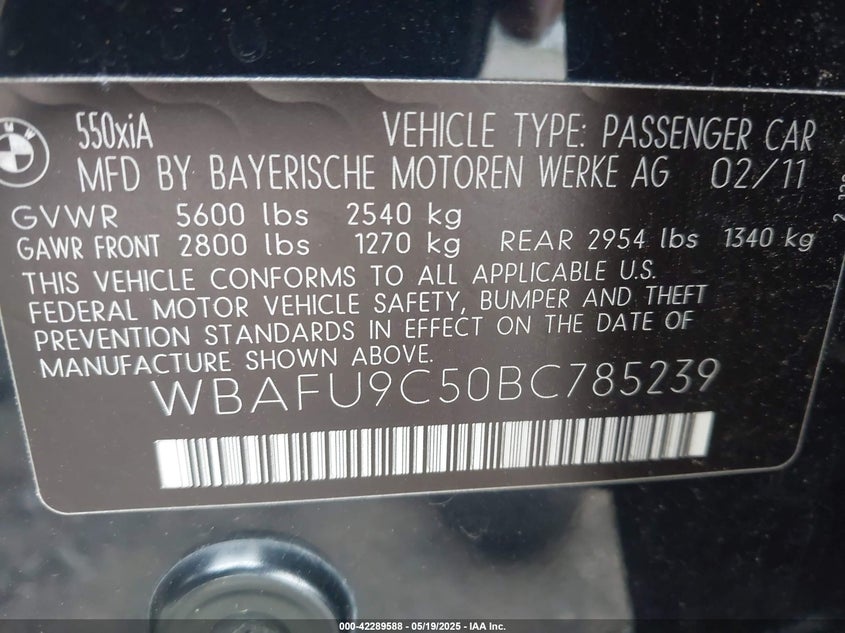 550xiA VEHICLE TYPE: PASSENGER CAR
MFD BY BAYERISCHE MOTOREN WERKE AG 02/11
GVWR 5600 lbs 2540 kg
GAWR FRONT 2800 lbs 1270 kg REAR 2954 lbs 1340 kg
THIS VEHICLE CONFORMS TO ALL APPLICABLE U.S.
FEDERAL MOTOR VEHICLE SAFETY, BUMPER AND THEFT
PREVENTION STANDARDS IN EFFECT ON THE DATE OF
MANUFACTURE SHOWN ABOVE.
WBAFU9C50BC785239
000-42289588 - 05/19/2025 - IAA Inc.